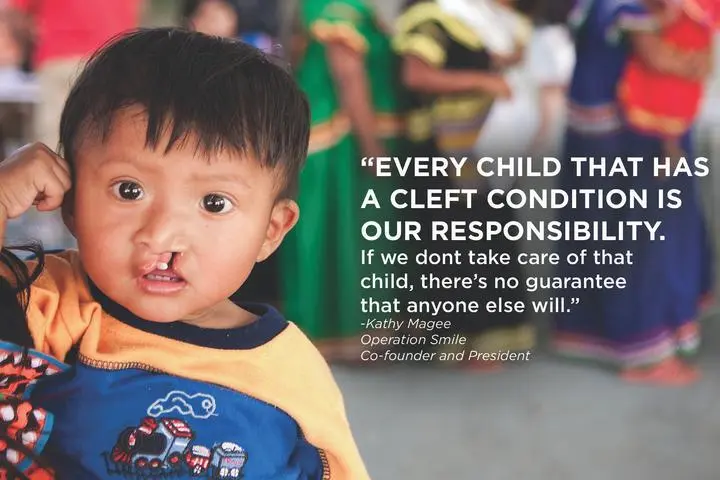 “EVERY CHILD THAT HAS
A CLEFT CONDITION IS
OUR RESPONSIBILITY.
If we dont take care of that
child, there’s no guarantee
that anyone else will.”
-Kathy Magee
Operation Smile
Co-founder and President